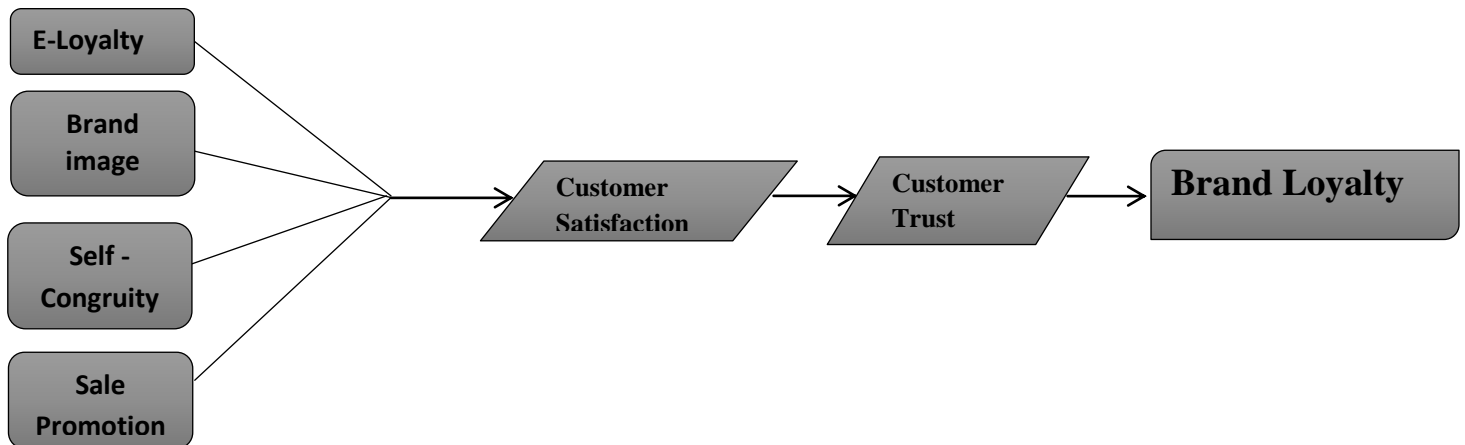 E-Loyalty
Brand
image
Self -
Congruity
Sale
Promotion
Customer
Satisfaction
Customer
Trust
Brand Loyalty